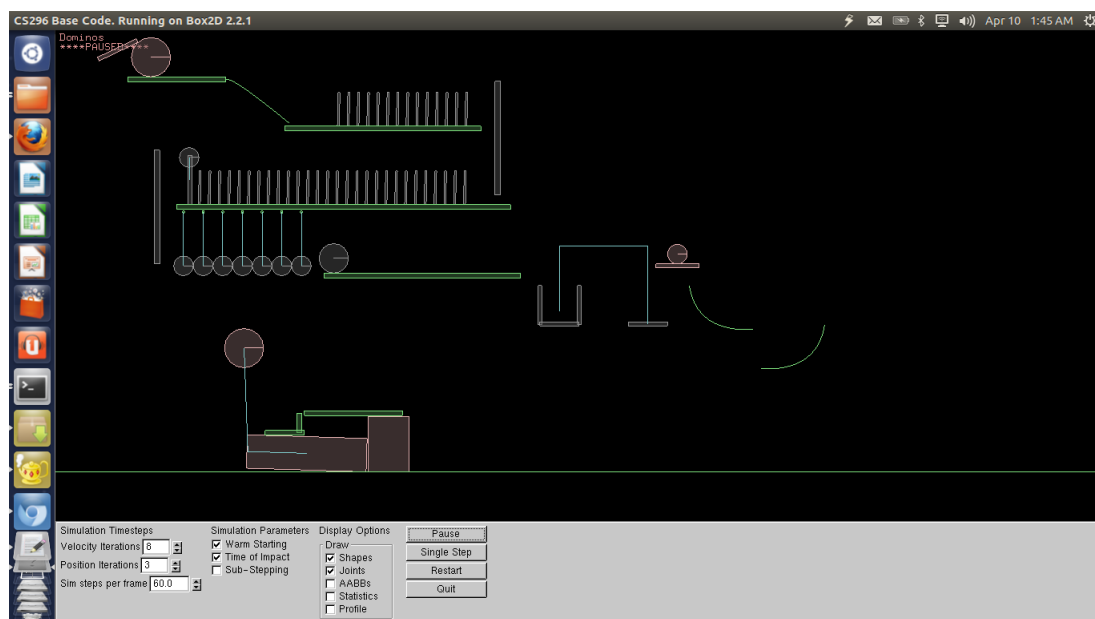 CS296 Base Code. Running on Box2D 2.2.1
Apr 10 1:45 AM
Dominos
****PAUSED****
Simulation Timesteps
Velocity Iterations 8
Position Iterations 3
Sim steps per frame 60.0
Simulation Parameters
Warm Starting
Time of Impact
Sub-Stepping
Display Options
Draw
Shapes
Joints
AABBs
Statistics
Profile
Pause
Single Step
Restart
Quit